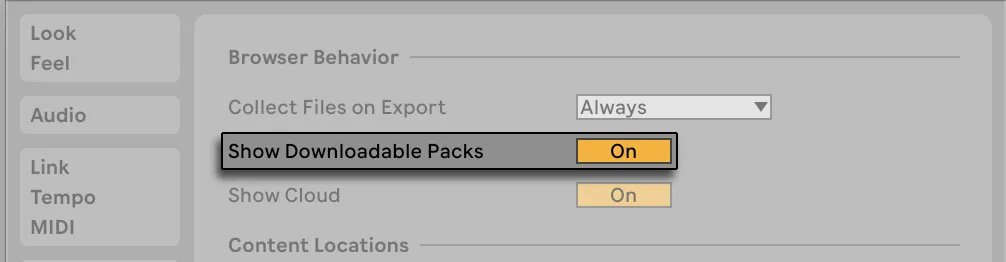 Look
Feel
Audio
Link
Tempo
MIDI
Browser Behavior
Collect Files on Export Always
Show Downloadable Packs On
Show Cloud On
Content Locations